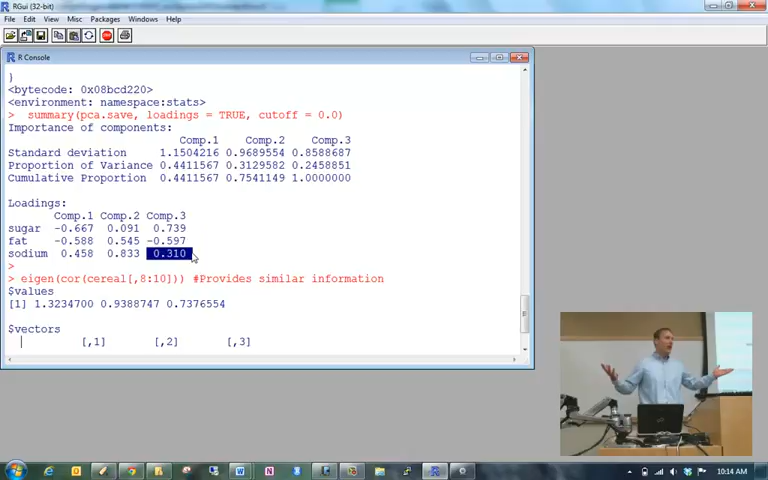 RGui (32-bit)
File Edit View Misc Packages Windows Help
STOP
R Console
}
<bytecode: 0x08bcd220>
<environment: namespace:stats>
> summary(pca.save, loadings = TRUE, cutoff = 0.0)
Importance of components:
Comp.1 Comp.2 Comp.3
Standard deviation 1.1504216 0.9689554 0.8588687
Proportion of Variance 0.4411567 0.3129582 0.2458851
Cumulative Proportion 0.4411567 0.7541149 1.0000000
Loadings:
Comp.1 Comp.2 Comp.3
sugar -0.667 0.091 0.739
fat -0.588 0.545 -0.597
sodium 0.458 0.833 0.310
>
> eigen(cor(cereal[,8:10])) #Provides similar information
$values
[1] 1.3234700 0.9388747 0.7376554
$vectors
[,1] [,2] [,3]
10:14 AM